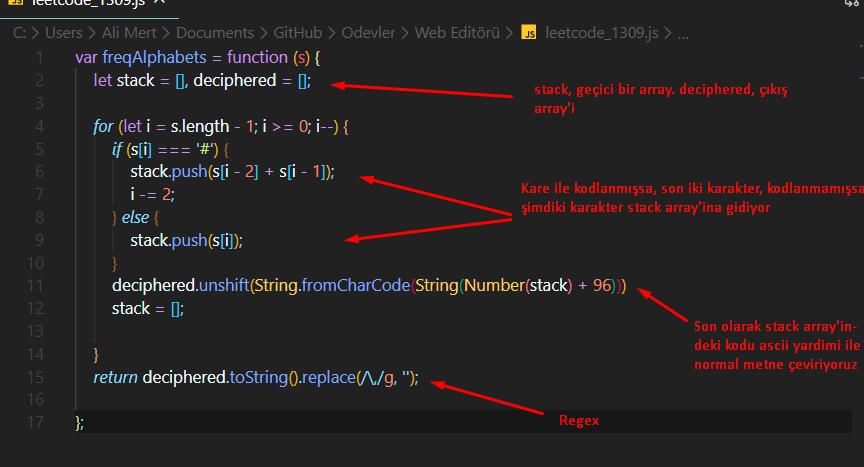 leetcode_1309.js
C: > Users > Ali Mert > Documents > GitHub > Odevler > Web Editörü > JS leetcode_1309.js > ...
1 var freqAlphabets = function (s) {
2 let stack = [], deciphered = [];
stack, geçici bir array. deciphered, çıkış
array'i
3
4 for (let i = s.length - 1; i >= 0; i--) {
5 if (s[i] === '#') {
6 stack.push(s[i - 2] + s[i - 1]);
7 i -= 2;
8 } else {
9 stack.push(s[i]);
Kare ile kodlanmışsa, son iki karakter, kodlanmamışsa
şimdiki karakter stack array'ina gidiyor
10 }
11 deciphered.unshift(String.fromCharCode(String(Number(stack) + 96)))
12 stack = [];
13
Son olarak stack array'in-
deki kodu ascii yardimi ile
normal metne çeviriyoruz
14 }
15 return deciphered.toString().replace(/\,/g, '');
16
Regex
17 };